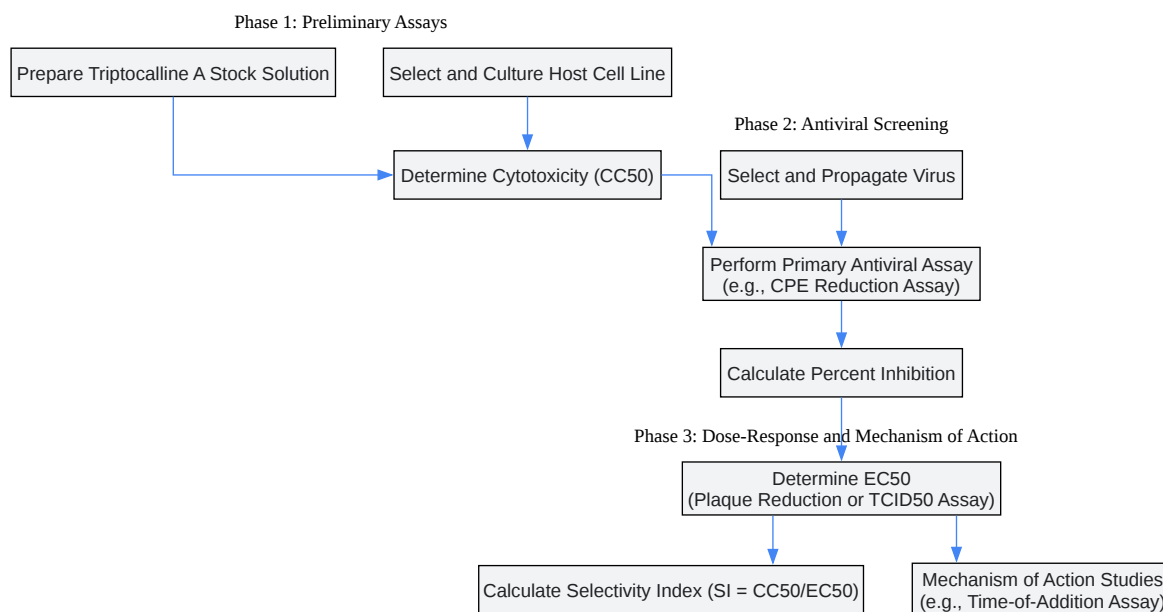 Phase 1: Preliminary Assays
Prepare Triptocalline A Stock Solution
Select and Culture Host Cell Line
Phase 2: Antiviral Screening
Determine Cytotoxicity (CC50)
Select and Propagate Virus
Perform Primary Antiviral Assay
(e.g., CPE Reduction Assay)
Calculate Percent Inhibition
Phase 3: Dose-Response and Mechanism of Action
Determine EC50
(Plaque Reduction or TCID50 Assay)
Calculate Selectivity Index (SI = CC50/EC50)
Mechanism of Action Studies
(e.g., Time-of-Addition Assay)